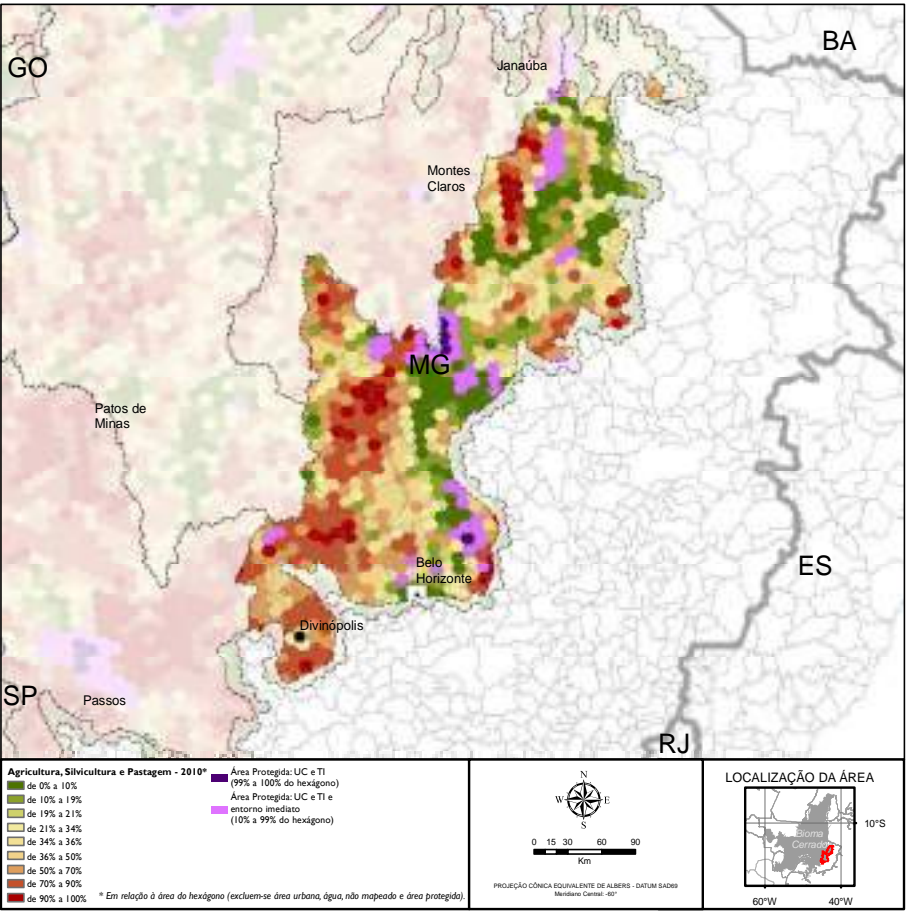 GO
BA
Janaúba
Montes
Claros
MG
Patos de
Minas
Belo
Horizonte
ES
Divinópolis
SP
Passos
RJ
Agricultura, Silvicultura e Pastagem - 2010*
de 0% a 10%
de 10% a 19%
de 19% a 21%
de 21% a 34%
de 34% a 36%
de 36% a 50%
de 50% a 70%
de 70% a 90%
de 90% a 100%
Área Protegida: UC e TI
(99% a 100% do hexágono)
Área Protegida: UC e TI e
entorno imediato
(10% a 99% do hexágono)
* Em relação à área do hexágono (excluem-se área urbana, água, não mapeado e área protegida).
N
W E
S
0 15 30 60 90
Km
PROJEÇÃO CÔNICA EQUIVALENTE DE ALBERS - DATUM SAD69
Meridiano Central: -60°
LOCALIZAÇÃO DA ÁREA
Bioma
Cerrado
10°S
60°W 40°W